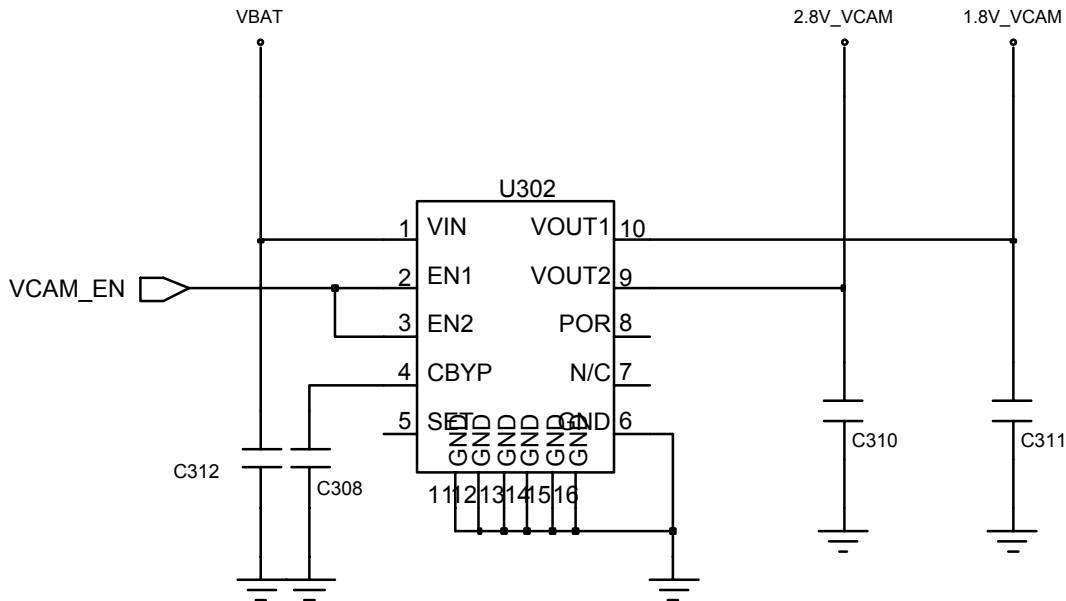 VBAT
2.8V_VCAM
1.8V_VCAM
U302
1 VIN VOUT1 10
VCAM_EN 2 EN1 VOUT2 9
3 EN2 POR 8
4 CBYP N/C 7
5 SET GND 6
GND GND GND GND GND GND
11 12 13 14 15 16
C312
C308
C310
C311